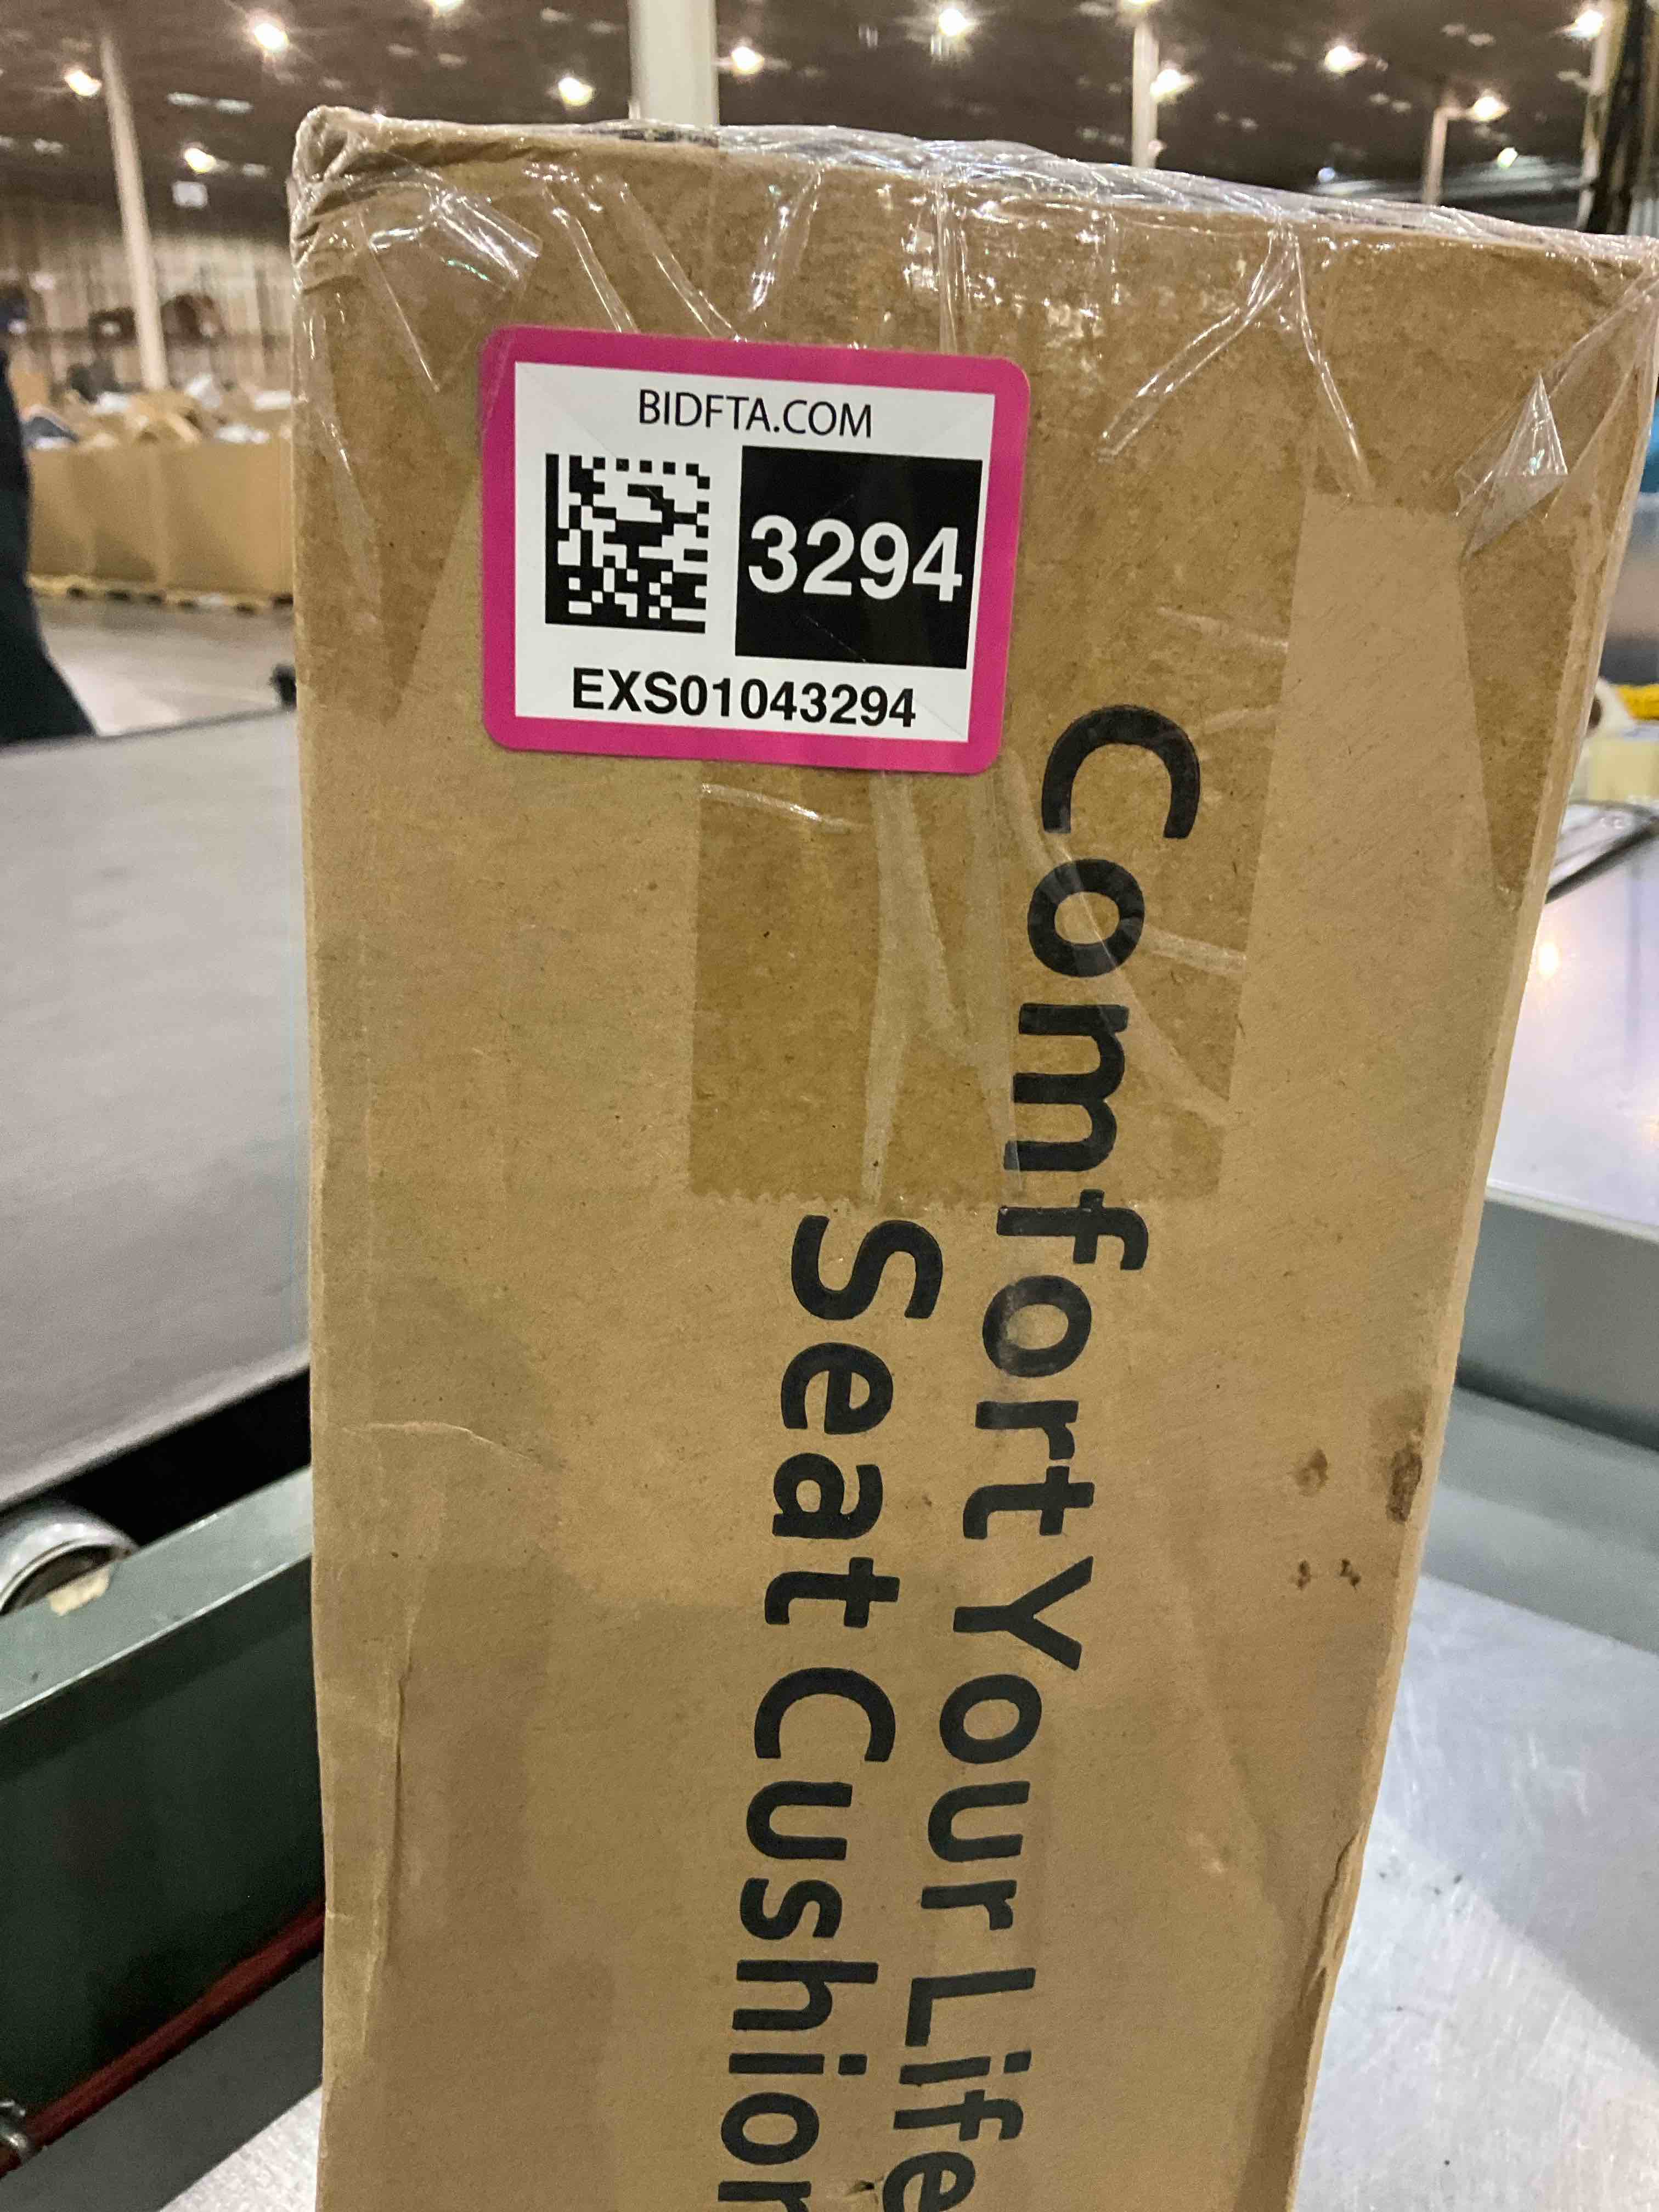 BIDFTA.COM
3294
EXS01043294
Comfort Your Life
Seat Cushion